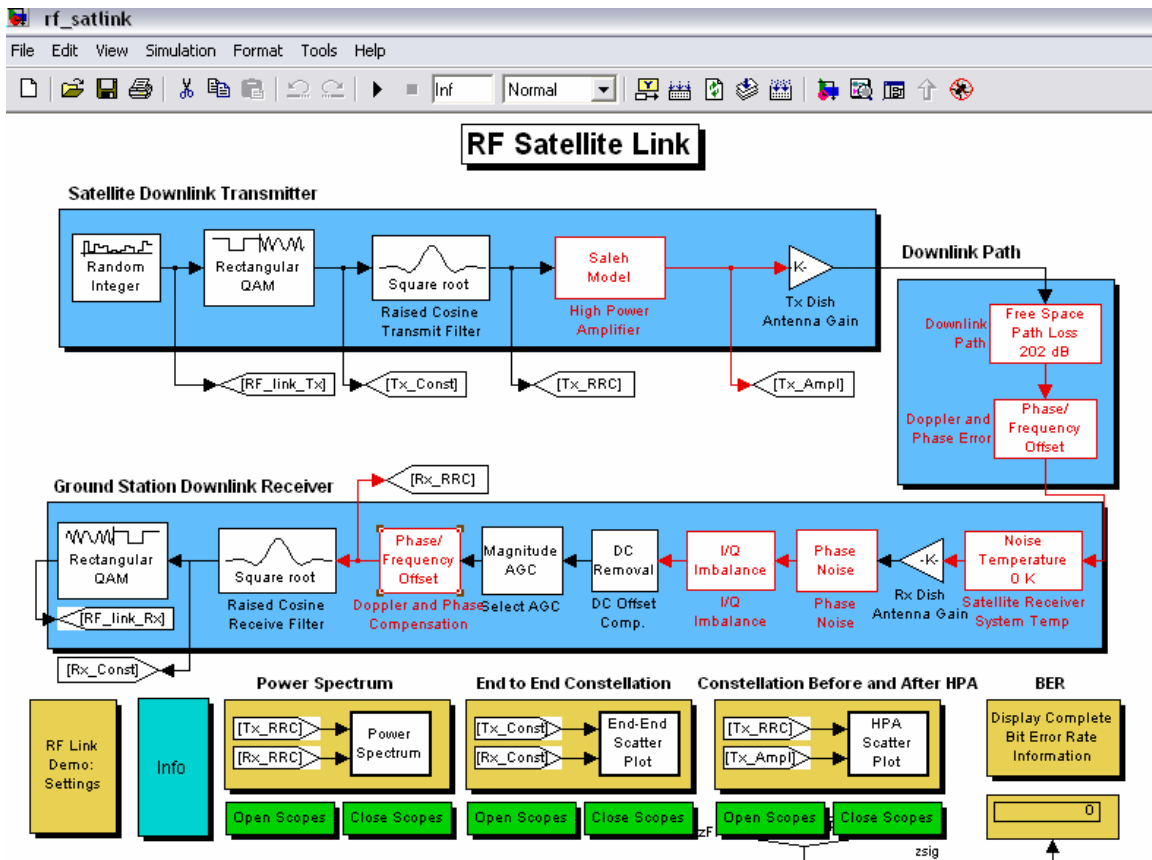 rf_satlink
File Edit View Simulation Format Tools Help
Inf Normal
RF Satellite Link
Satellite Downlink Transmitter
Random
Integer
Rectangular
QAM
Square root
Raised Cosine
Transmit Filter
Saleh
Model
High Power
Amplifier
K-
Tx Dish
Antenna Gain
[RF_link_Tx]
[Tx_Const]
[Tx_RRC]
[Tx_Ampl]
Downlink Path
Downlink
Path
Free Space
Path Loss
202 dB
Doppler and
Phase Error
Phase/
Frequency
Offset
Ground Station Downlink Receiver
[Rx_RRC]
Rectangular
QAM
Square root
Raised Cosine
Receive Filter
Phase/
Frequency
Offset
Doppler and Phase
Compensation
Magnitude
AGC
Select AGC
DC
Removal
DC Offset
Comp.
I/Q
Imbalance
I/Q
Imbalance
Phase
Noise
Phase
Noise
-K-
Rx Dish
Antenna Gain
Noise
Temperature
0 K
Satellite Receiver
System Temp
[RF_link_Rx]
[Rx_Const]
RF Link
Demo:
Settings
Info
Power Spectrum
[Tx_RRC]
[Rx_RRC]
Power
Spectrum
Open Scopes
Close Scopes
End to End Constellation
[Tx_Const]
[Rx_Const]
End-End
Scatter
Plot
Open Scopes
Close Scopes
Constellation Before and After HPA
[Tx_RRC]
[Tx_Ampl]
HPA
Scatter
Plot
Open Scopes
Close Scopes
BER
Display Complete
Bit Error Rate
Information
0
zF
zsig